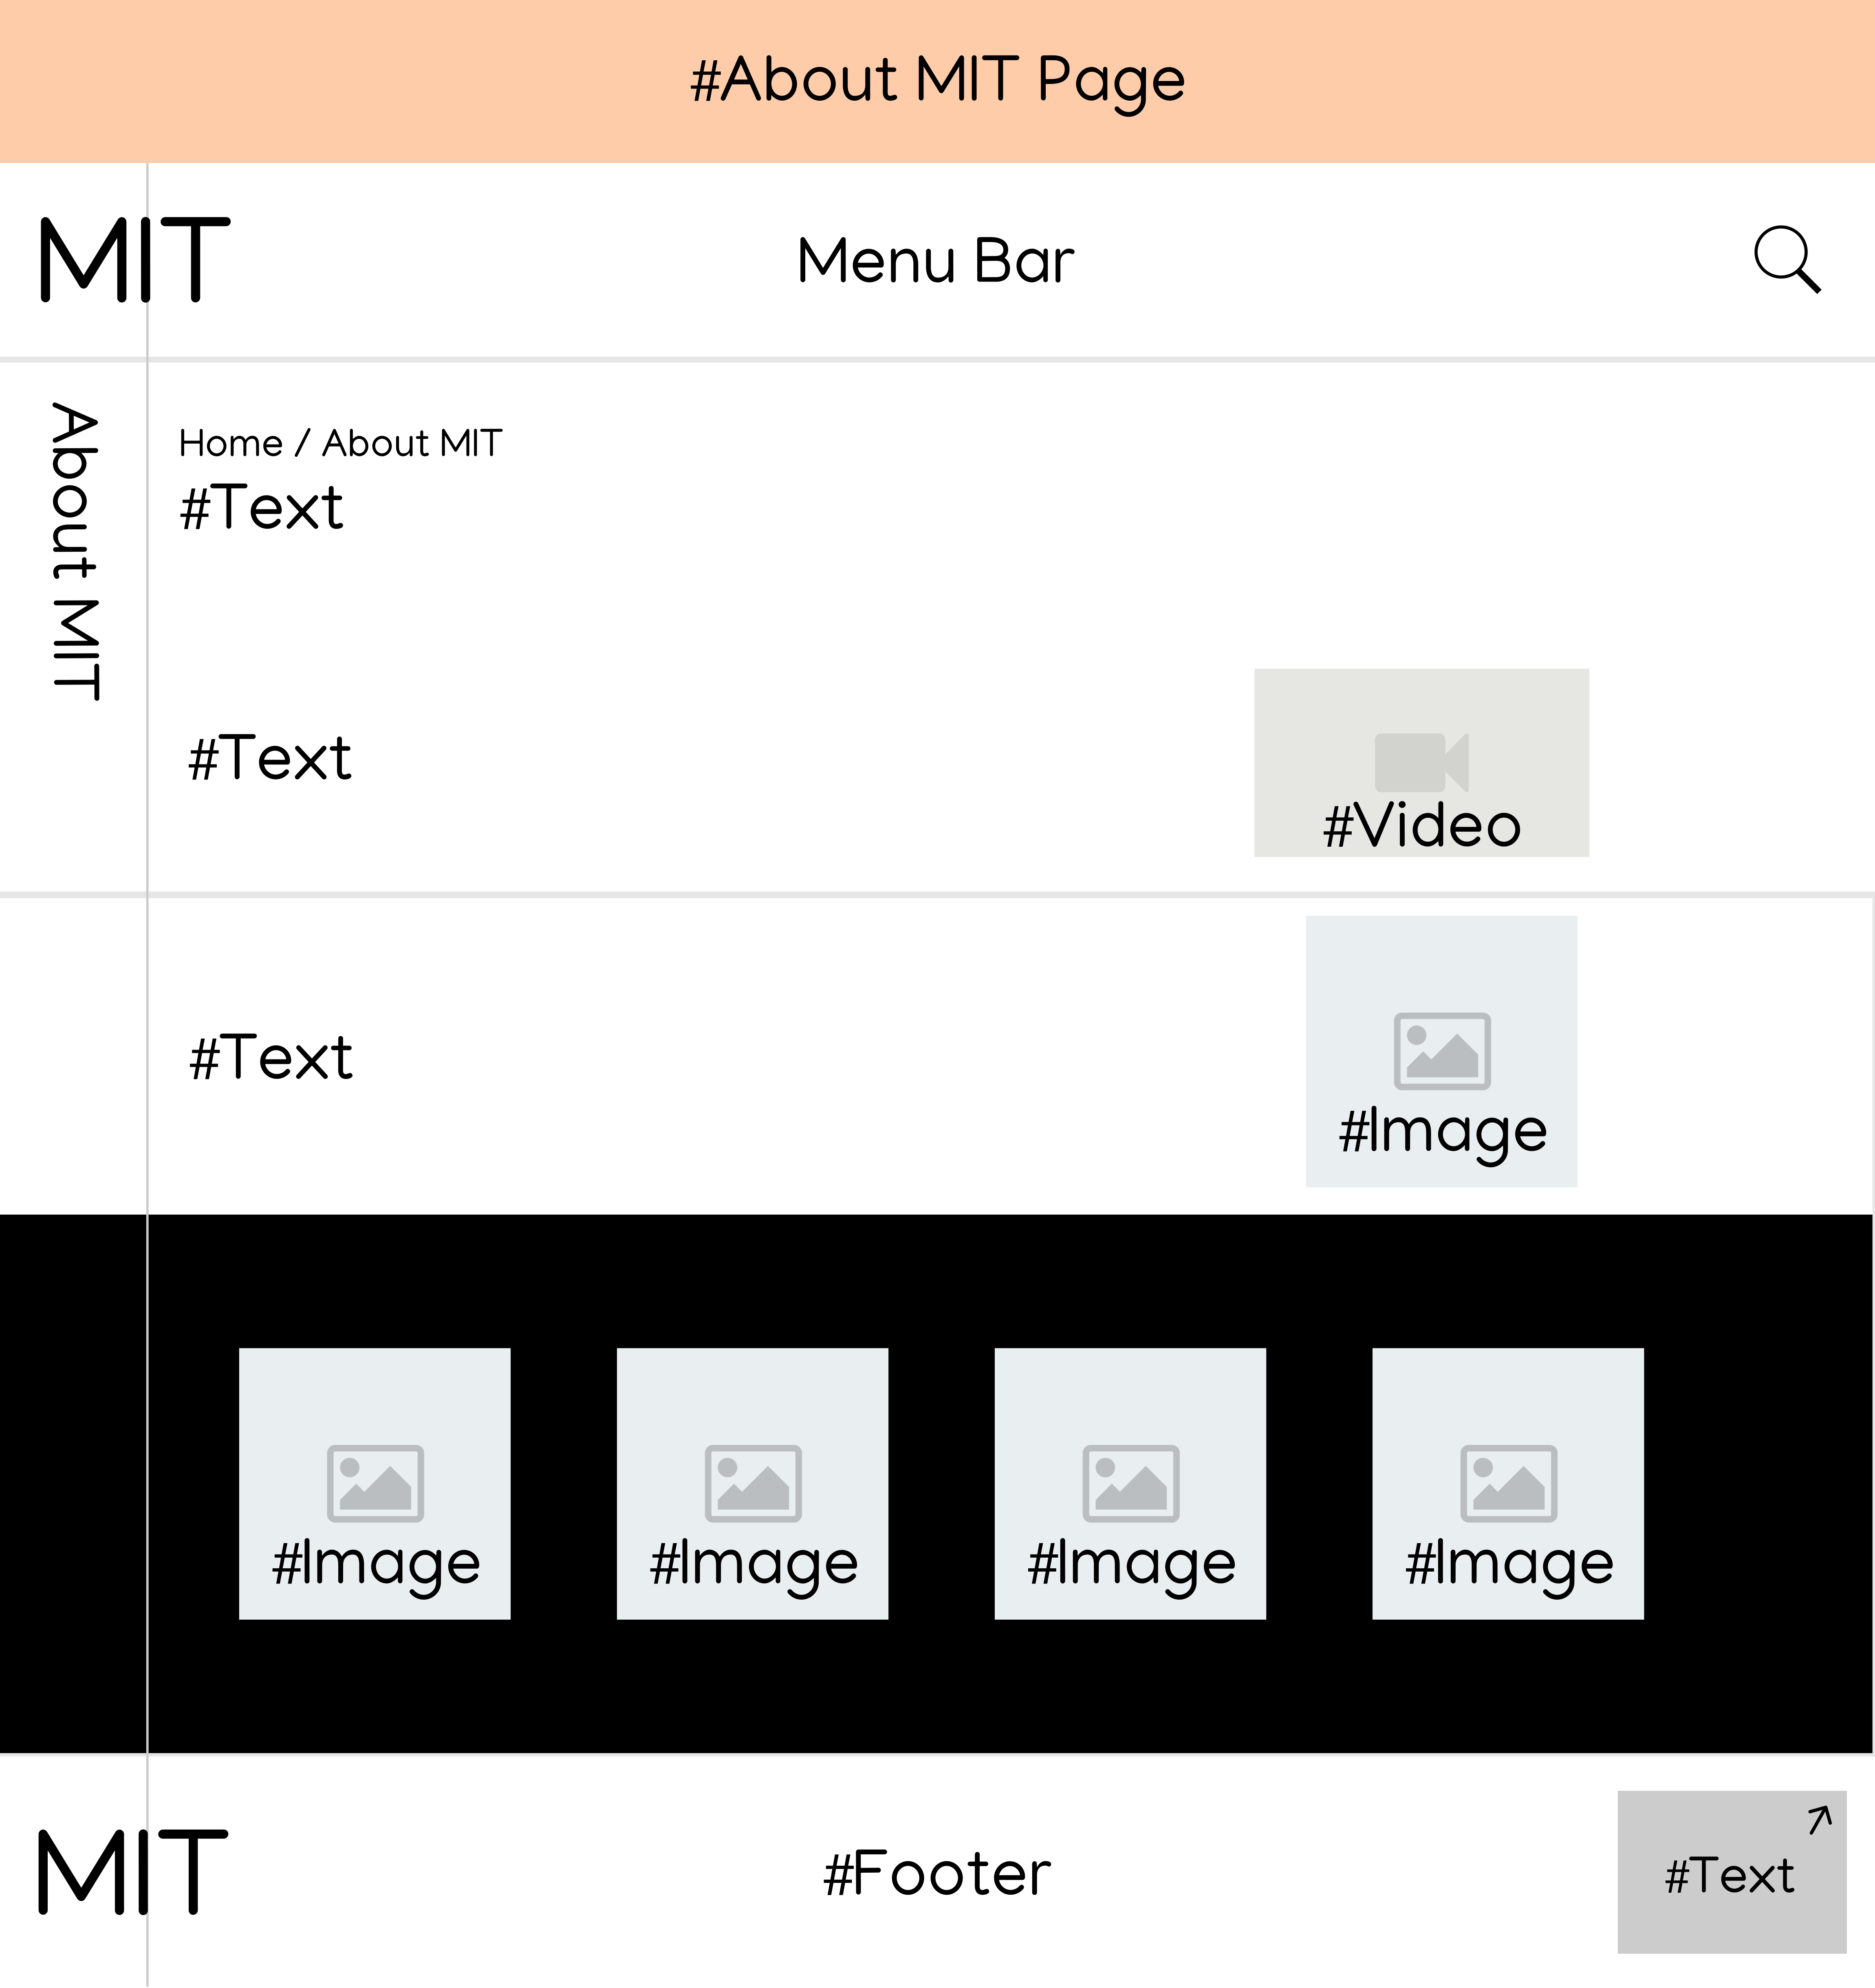 #About MIT Page
MIT
Menu Bar
About MIT
Home / About MIT
#Text
#Text
#Video
#Text
#Image
#Image
#Image
#Image
#Image
MIT
#Footer
#Text